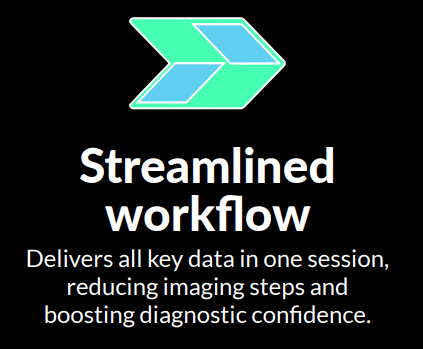 Streamlined
workflow
Delivers all key data in one session,
reducing imaging steps and
boosting diagnostic confidence.